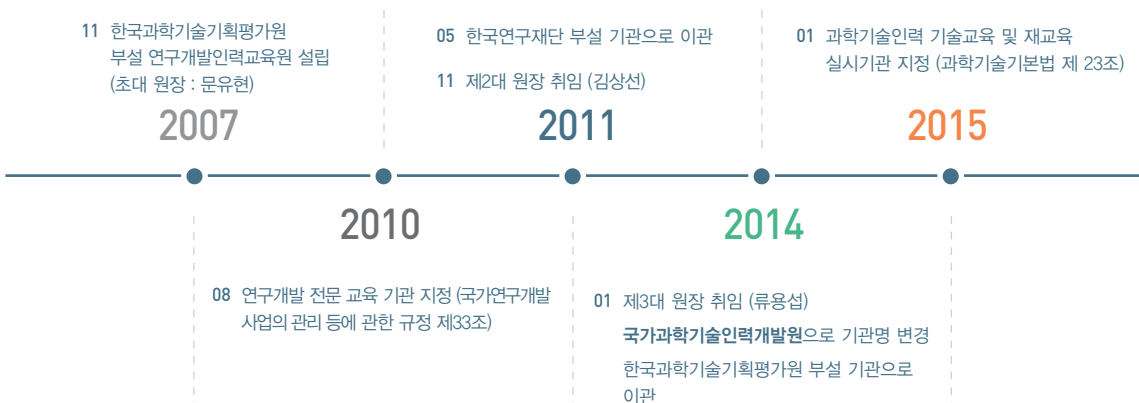 11 한국과학기술기획평가원
부설 연구개발인력교육원 설립
(초대 원장 : 문유현)
2007
05 한국연구재단 부설 기관으로 이관
11 제2대 원장 취임 (김상선)
2011
01 과학기술인력 기술교육 및 재교육
실시기관 지정 (과학기술기본법 제 23조)
2015
2010
08 연구개발 전문 교육 기관 지정 (국가연구개발
사업의 관리 등에 관한 규정 제33조)
2014
01 제3대 원장 취임 (류용섭)
국가과학기술인력개발원으로 기관명 변경
한국과학기술기획평가원 부설 기관으로
이관